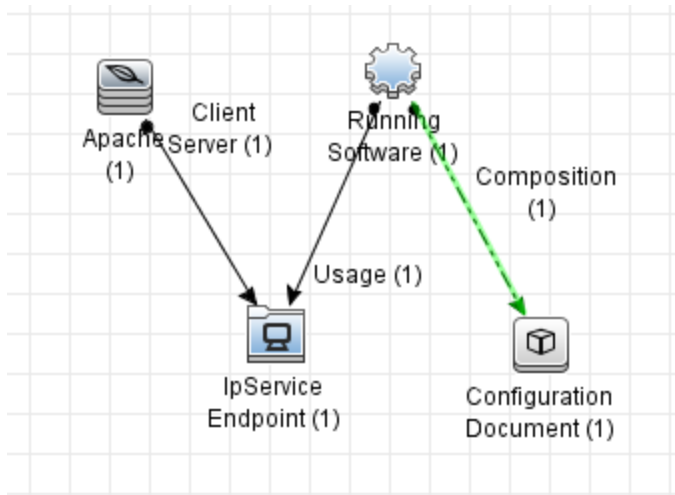 Client
Server (1)
Apache
(1)
Running
Software (1)
Composition
(1)
Usage (1)
IpService
Endpoint (1)
Configuration
Document (1)